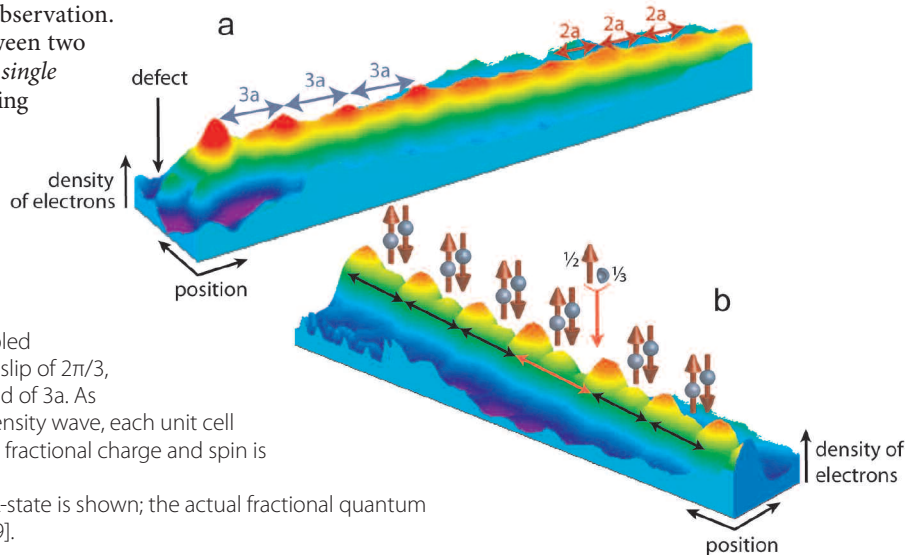 observation.
ween two
single
ing
a
defect
3a
3a
3a
2a
2a
2a
density
of electrons
position
½
⅓
b
density of
electrons
position
pled
slip of 2π/3,
d of 3a. As
ensity wave, each unit cell
fractional charge and spin is
-state is shown; the actual fractional quantum
9].